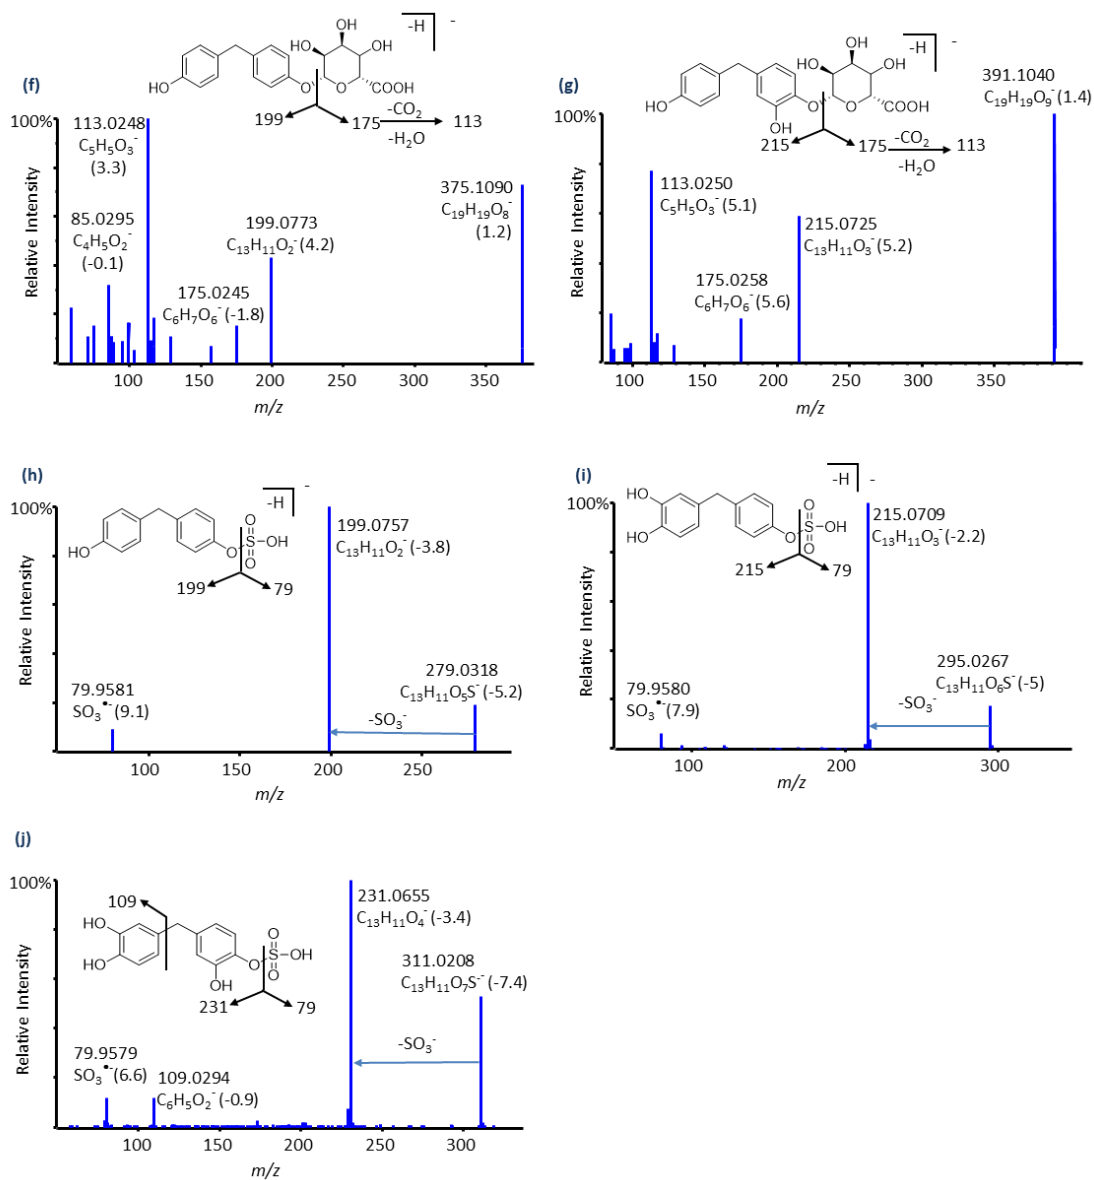 (f)
-H
-
OH
HO
OH
HO
O
O
COOH
199
175
-CO2
-H2O
113
100%
113.0248
C5H5O3-
(3.3)
85.0295
C4H5O2-
(-0.1)
175.0245
C6H7O6-(-1.8)
199.0773
C13H11O2-(4.2)
375.1090
C19H19O8-
(1.2)
Relative Intensity
100 150 200 250 300 350
m/z
(g)
-H
-
OH
HO
OH
HO
O
O
COOH
OH
215
175
-CO2
-H2O
113
391.1040
C19H19O9-(1.4)
100%
113.0250
C5H5O3-(5.1)
175.0258
C6H7O6-(5.6)
215.0725
C13H11O3-(5.2)
Relative Intensity
100 150 200 250 300 350
m/z
(h)
-H
-
100%
HO
O
O
S
OH
O
199
79
199.0757
C13H11O2-(-3.8)
279.0318
C13H11O5S-(-5.2)
79.9581
SO3•-(9.1)
-SO3-
Relative Intensity
100 150 200 250
m/z
(i)
-H
-
100%
HO
HO
O
O
S
OH
O
215
79
215.0709
C13H11O3-(-2.2)
295.0267
C13H11O6S-(-5)
79.9580
SO3•-(7.9)
-SO3-
Relative Intensity
100 200 300
m/z
(j)
100%
109
HO
HO
OH
O
O
S
OH
O
231
79
231.0655
C13H11O4-(-3.4)
311.0208
C13H11O7S-(-7.4)
-SO3-
79.9579
SO3•-(6.6)
109.0294
C6H5O2-(-0.9)
Relative Intensity
100 200 300
m/z